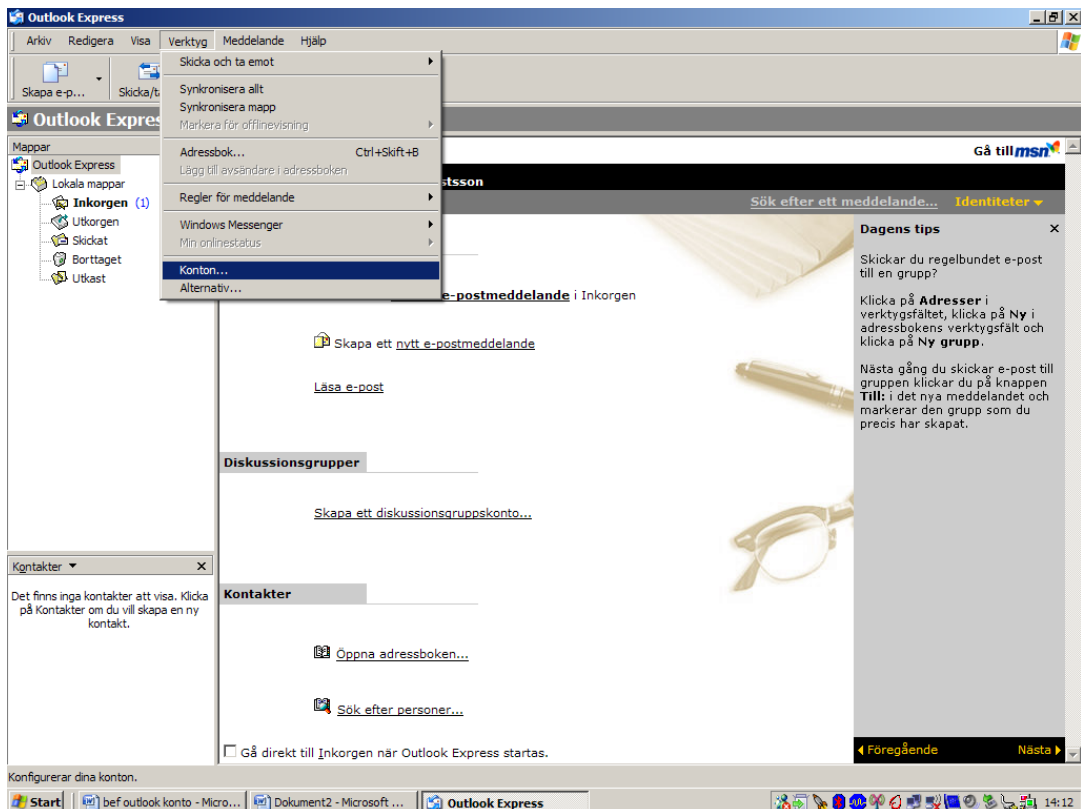 Outlook Express
Arkiv Redigera Visa Verktyg Meddelande Hjälp
Skapa e-p... Skicka/t
Outlook Expres
Skicka och ta emot
Synkronisera allt
Synkronisera mapp
Markera för offlinevisning
Adressbok... Ctrl+Skift+B
Lägg till avsändare i adressboken
Regler för meddelande
Windows Messenger
Min onlinestatus
Konton...
Alternativ...
Mappar
Outlook Express
Lokala mappar
Inkorgen (1)
Utkorgen
Skickat
Borttaget
Utkast
Kontakter
Det finns inga kontakter att visa. Klicka
på Kontakter om du vill skapa en ny
kontakt.
Gå till msn
stsson
Sök efter ett meddelande... Identiteter
e-postmeddelande i Inkorgen
Skapa ett nytt e-postmeddelande
Läsa e-post
Diskussionsgrupper
Skapa ett diskussionsgruppskonto...
Kontakter
Öppna adressboken...
Sök efter personer...
Gå direkt till Inkorgen när Outlook Express startas.
Dagens tips
Skickar du regelbundet e-post
till en grupp?
Klicka på Adresser i
verktygsfältet, klicka på Ny i
adressbokens verktygsfält och
klicka på Ny grupp.
Nästa gång du skickar e-post till
gruppen klickar du på knappen
Till: i det nya meddelandet och
markerar den grupp som du
precis har skapat.
Föregående Nästa
Konfigurerar dina konton.
Start bef outlook konto - Micro... Dokument2 - Microsoft ... Outlook Express 14:12